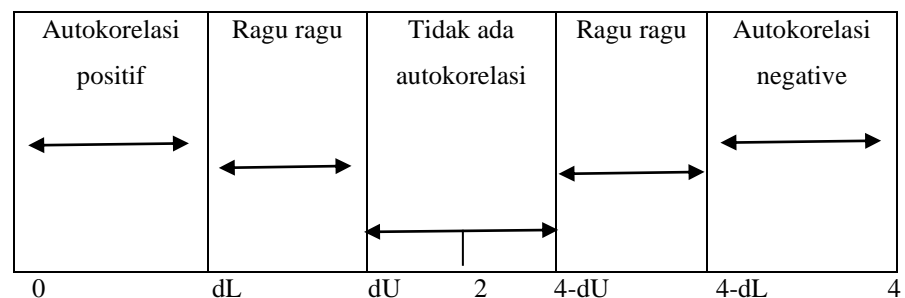 Autokorelasi positif
Ragu ragu
Tidak ada autokorelasi
Ragu ragu
Autokorelasi negative
0 dL dU 2 4-dU 4-dL 4